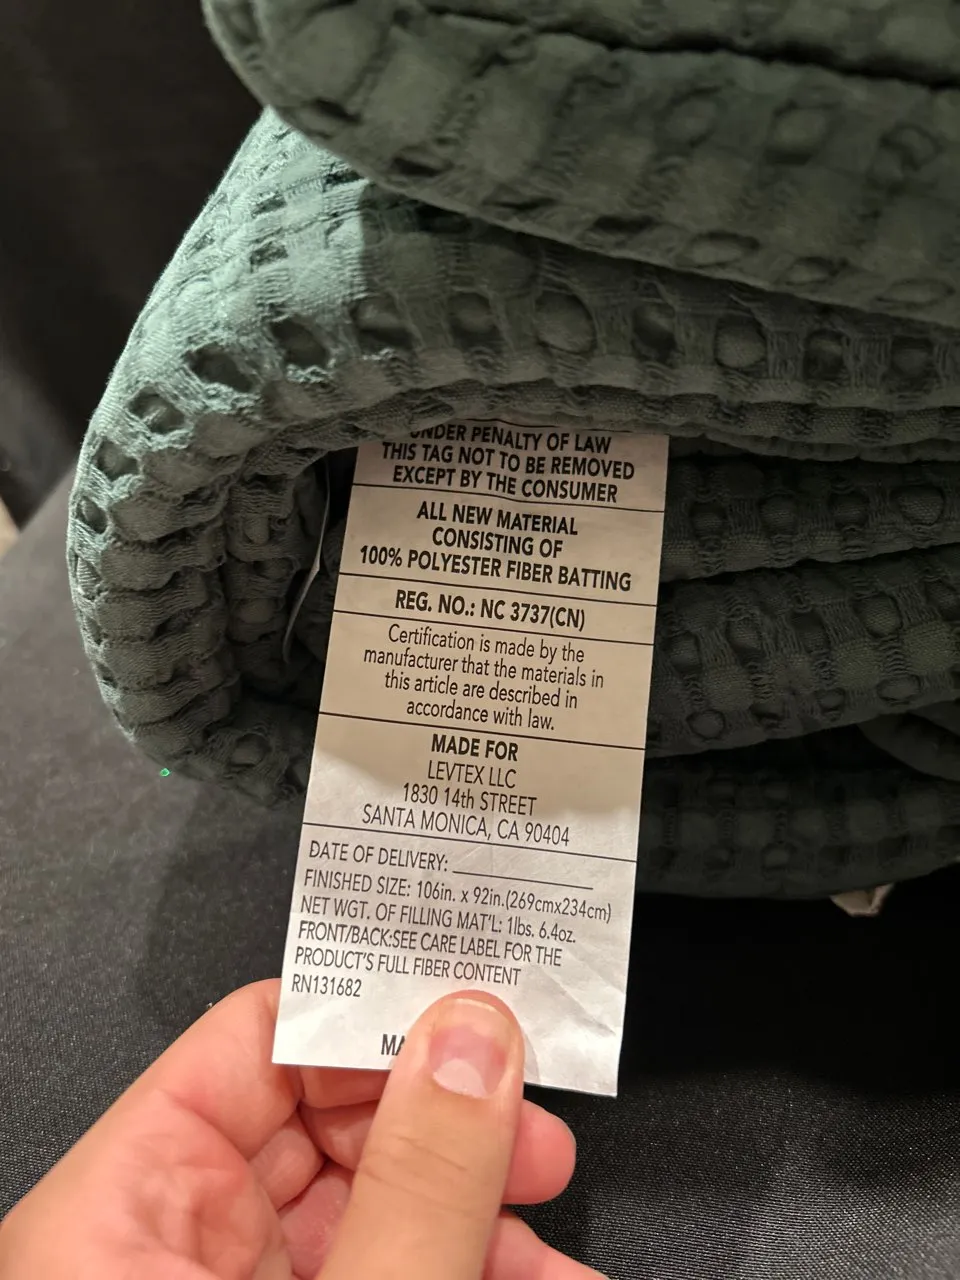 UNDER PENALTY OF LAW
THIS TAG NOT TO BE REMOVED
EXCEPT BY THE CONSUMER
ALL NEW MATERIAL
CONSISTING OF
100% POLYESTER FIBER BATTING
REG. NO.: NC 3737(CN)
Certification is made by the
manufacturer that the materials in
this article are described in
accordance with law.
MADE FOR
LEVTEX LLC
1830 14th STREET
SANTA MONICA, CA 90404
DATE OF DELIVERY:
FINISHED SIZE: 106in. x 92in.(269cmx234cm)
NET WGT. OF FILLING MAT'L: 1lbs. 6.4oz.
FRONT/BACK:SEE CARE LABEL FOR THE
PRODUCT'S FULL FIBER CONTENT
RN131682